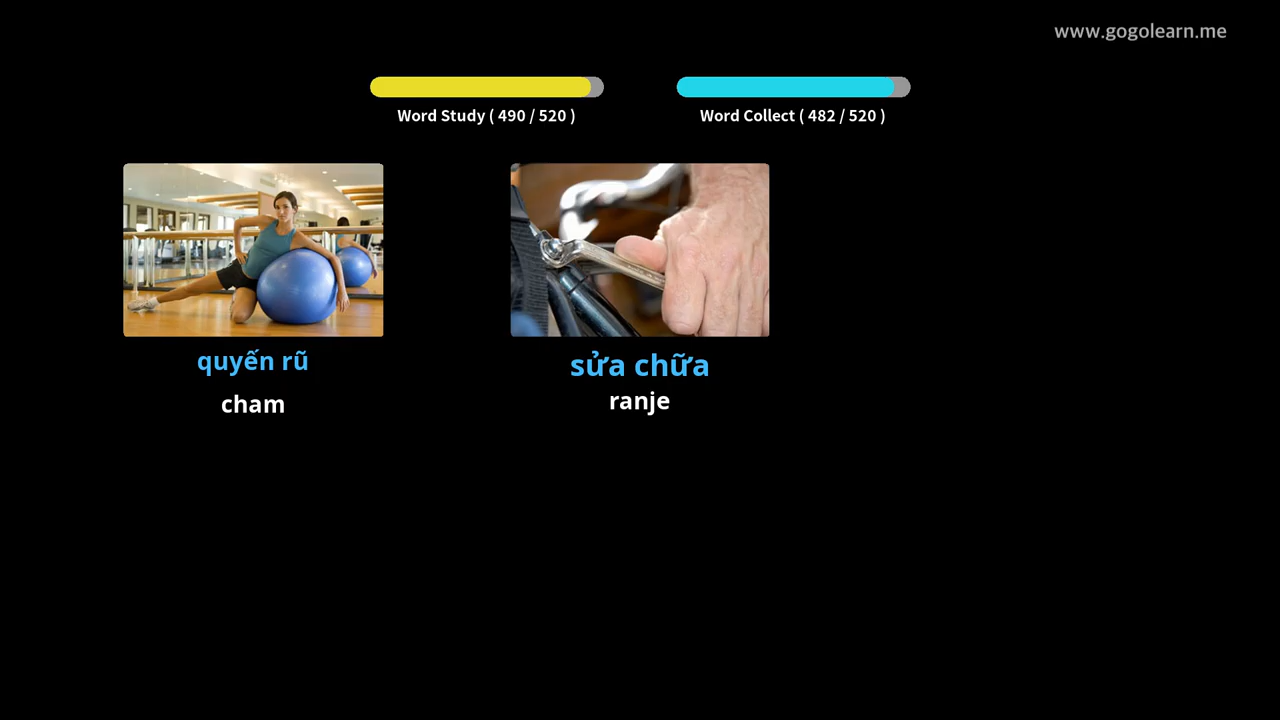 www.gogolearn.me
Word Study ( 490 / 520 )
Word Collect ( 482 / 520 )
quyến rũ
cham
sửa chữa
ranje